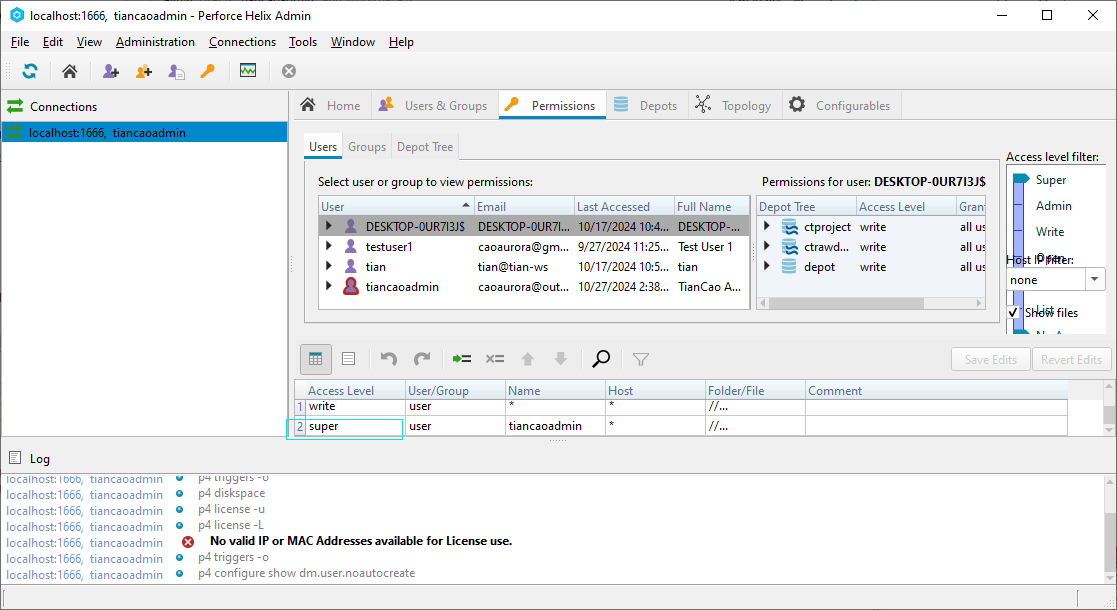 localhost:1666,  tiancaoadmin - Perforce Helix Admin
File Edit View Administration Connections Tools Window Help
Connections
localhost:1666,  tiancaoadmin
Home Users & Groups Permissions Depots Topology Configurables
Users Groups Depot Tree
Select user or group to view permissions:
User Email Last Accessed Full Name
DESKTOP-0UR7I3J$ DESKTOP-0UR7I... 10/17/2024 10:4... DESKTOP-...
testuser1 caoaurora@gm... 9/27/2024 11:25... Test User 1
tian tian@tian-ws 10/17/2024 10:5... tian
tiancaoadmin caoaurora@out... 10/27/2024 2:38... TianCao A...
Permissions for user: DESKTOP-0UR7I3J$
Depot Tree Access Level Gran
ctproject write all us
ctrawd... write all us
depot write all us
Access level filter:
Super
Admin
Write
Open
Host IP filter:
none
List
Show files
Save Edits Revert Edits
Access Level User/Group Name Host Folder/File Comment
1 write user * * //...
2 super user tiancaoadmin * //...
Log
localhost:1666,  tiancaoadmin p4 triggers -o
localhost:1666,  tiancaoadmin p4 diskspace
localhost:1666,  tiancaoadmin p4 license -u
localhost:1666,  tiancaoadmin p4 license -L
localhost:1666,  tiancaoadmin No valid IP or MAC Addresses available for License use.
localhost:1666,  tiancaoadmin p4 triggers -o
localhost:1666,  tiancaoadmin p4 configure show dm.user.noautocreate